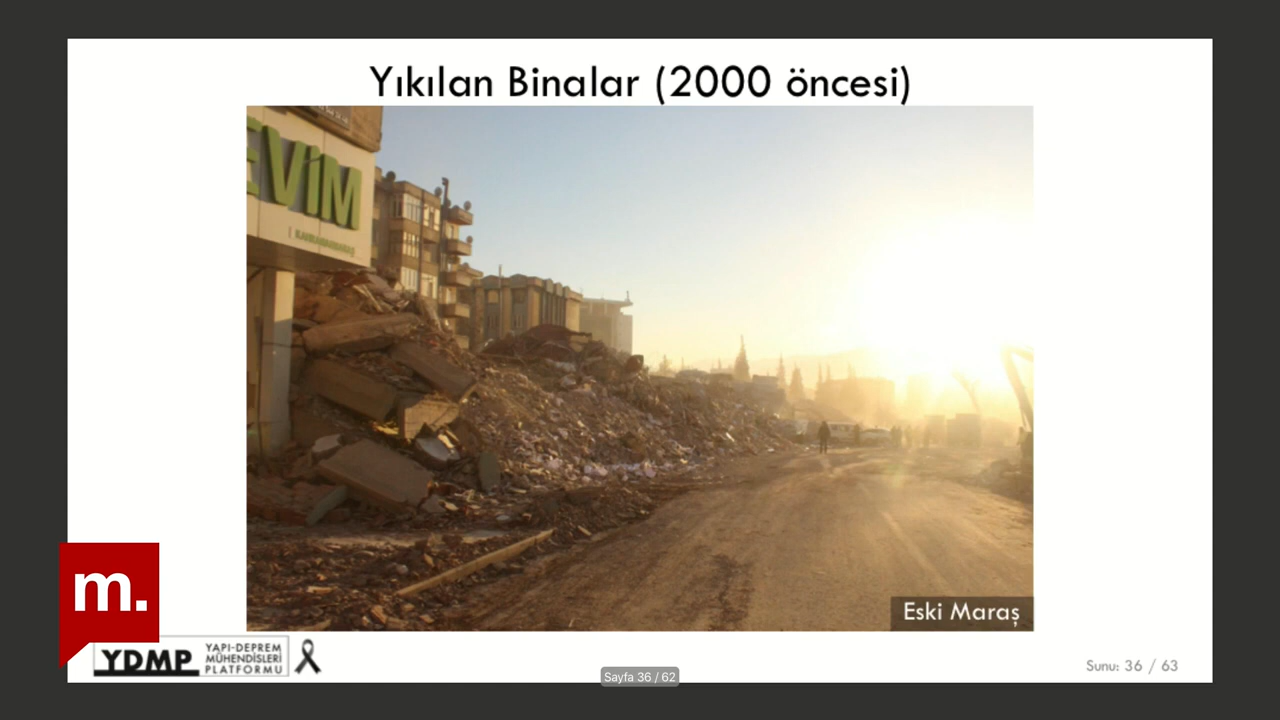 Yıkılan Binalar (2000 öncesi)
EVİM
Eski Maraş
m.
YDMP
YAPI-DEPREM
MÜHENDİSLERİ
PLATFORMU
Sayfa 36 / 62
Sunu: 36 / 63